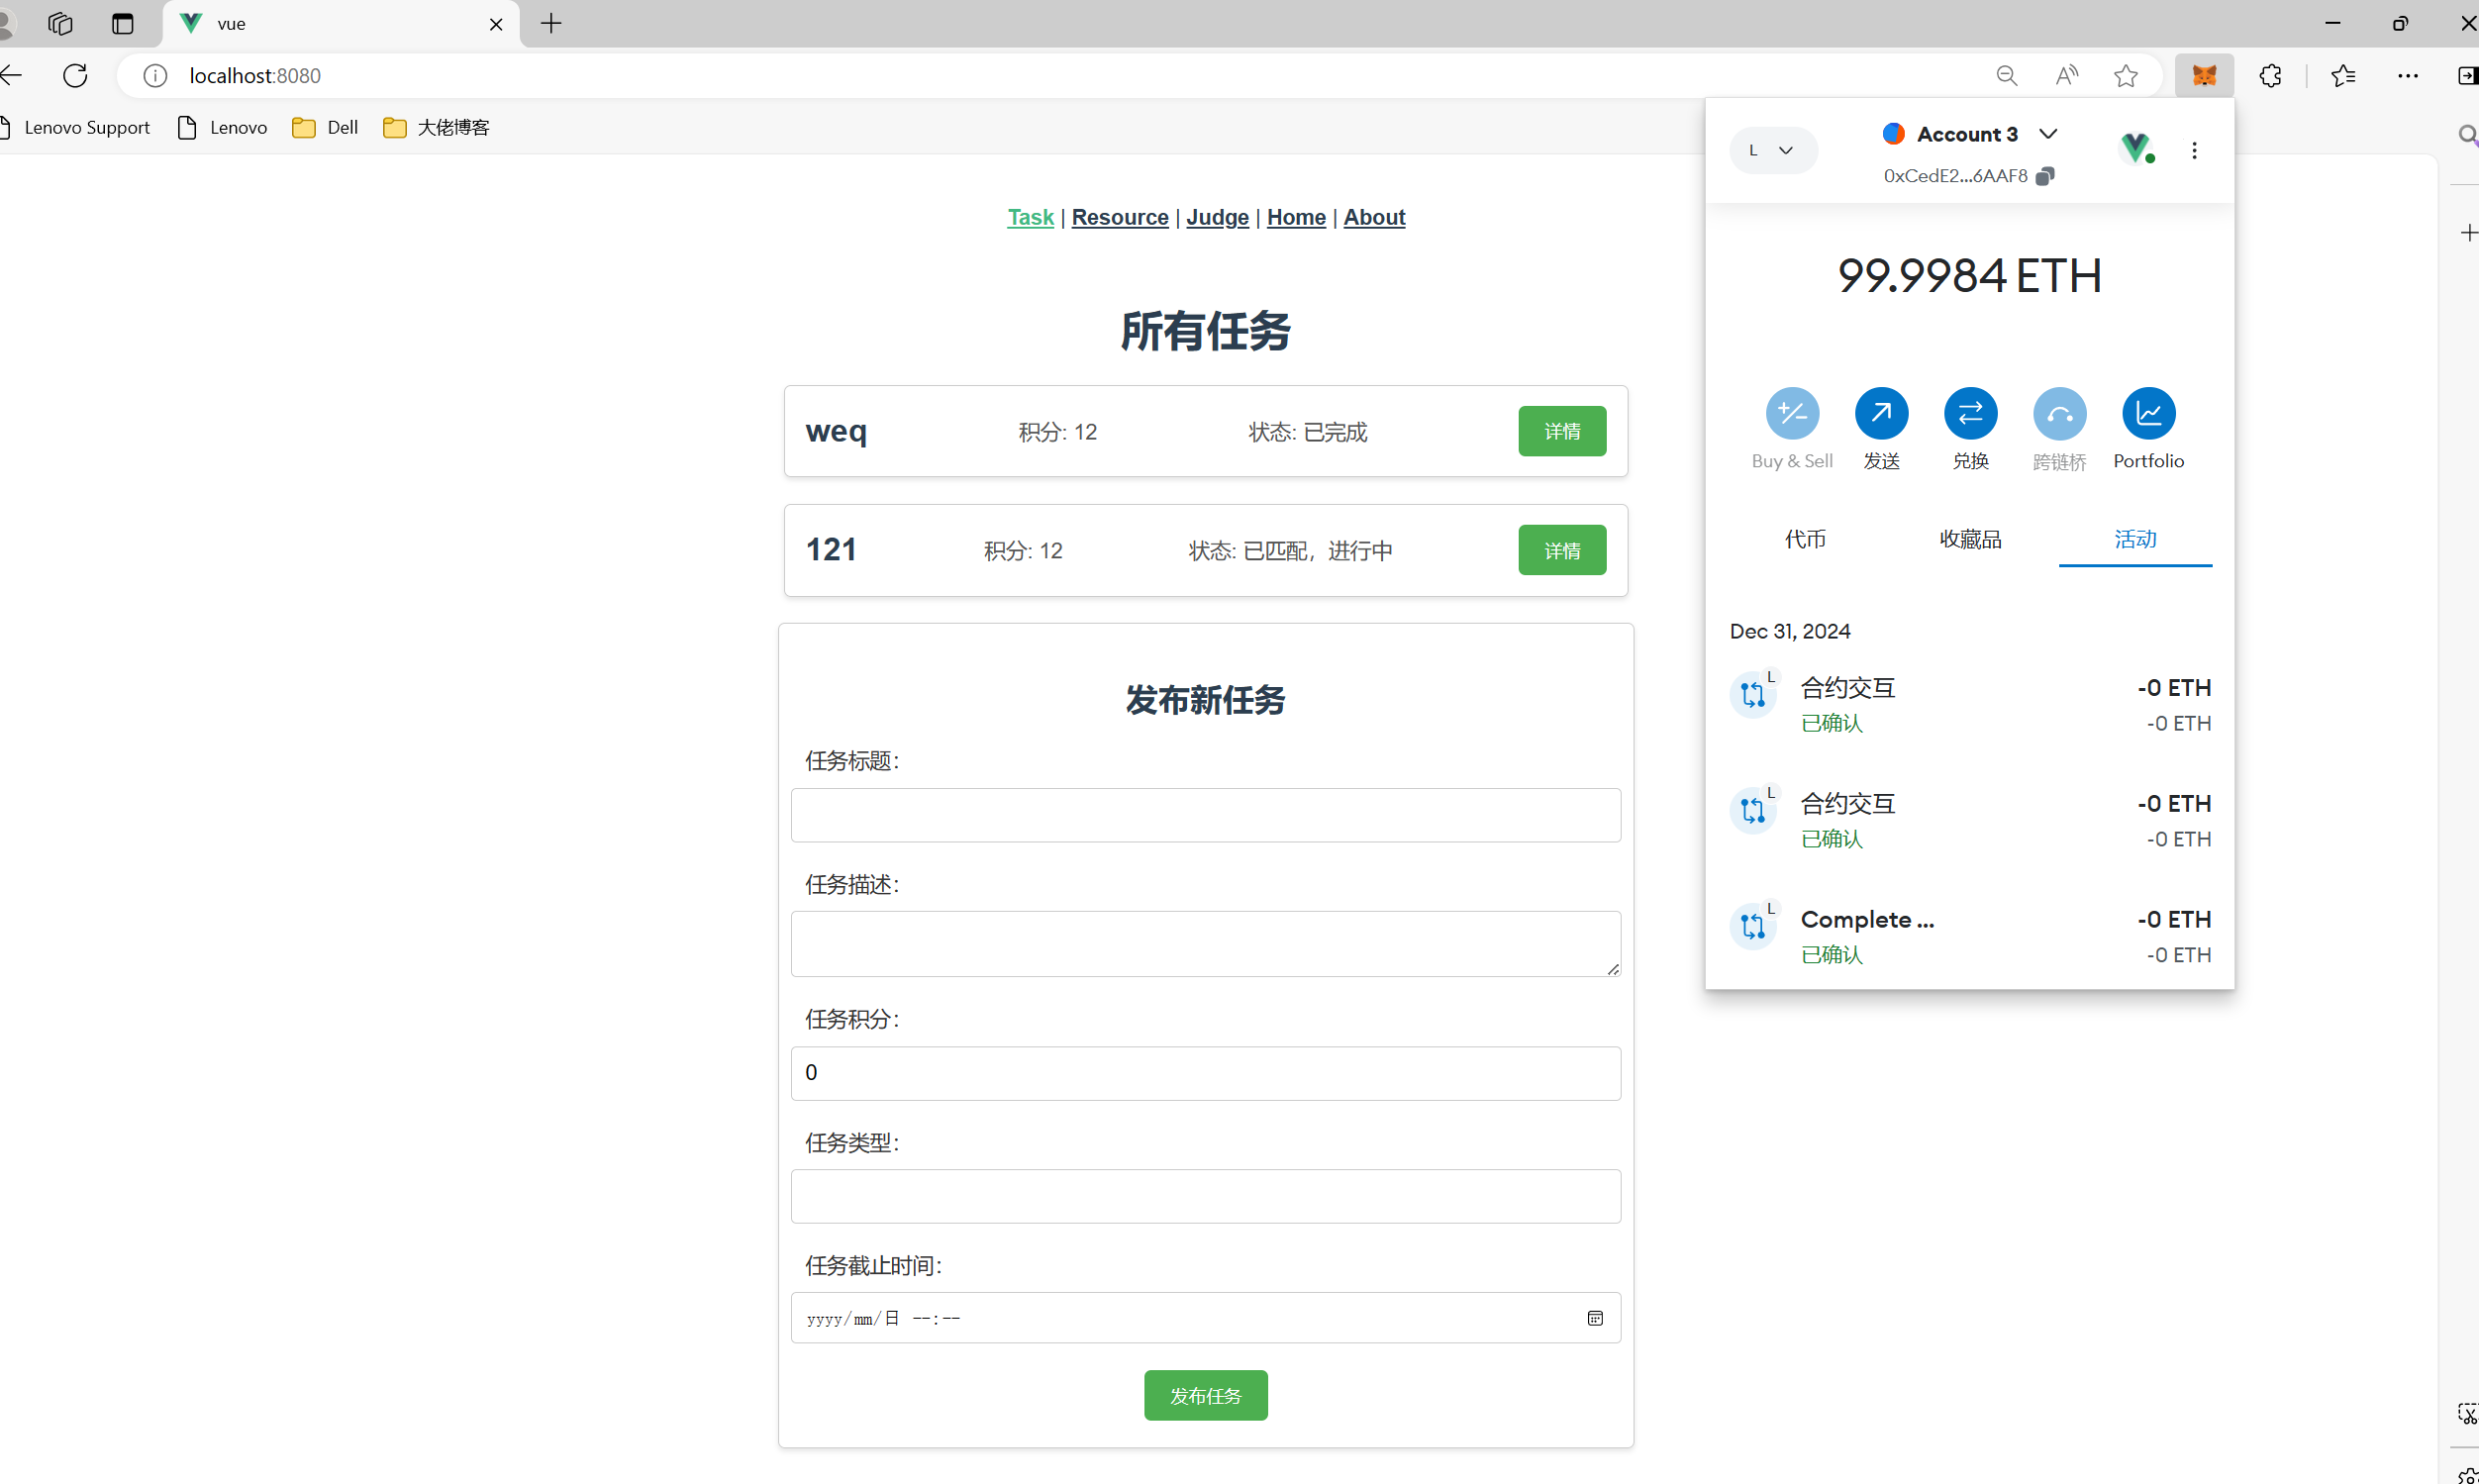 vue
localhost:8080
Lenovo Support
Lenovo
Dell
大佬博客
Task | Resource | Judge | Home | About
所有任务
weq
积分: 12
状态: 已完成
详情
121
积分: 12
状态: 已匹配，进行中
详情
发布新任务
任务标题：
任务描述：
任务积分：
0
任务类型：
任务截止时间：
yyyy/mm/日 --:--
发布任务
L
Account 3
0xCedE2...6AAF8
99.9984 ETH
Buy & Sell
发送
兑换
跨链桥
Portfolio
代币
收藏品
活动
Dec 31, 2024
L
合约交互
-0 ETH
已确认
-0 ETH
L
合约交互
-0 ETH
已确认
-0 ETH
L
Complete ...
-0 ETH
已确认
-0 ETH